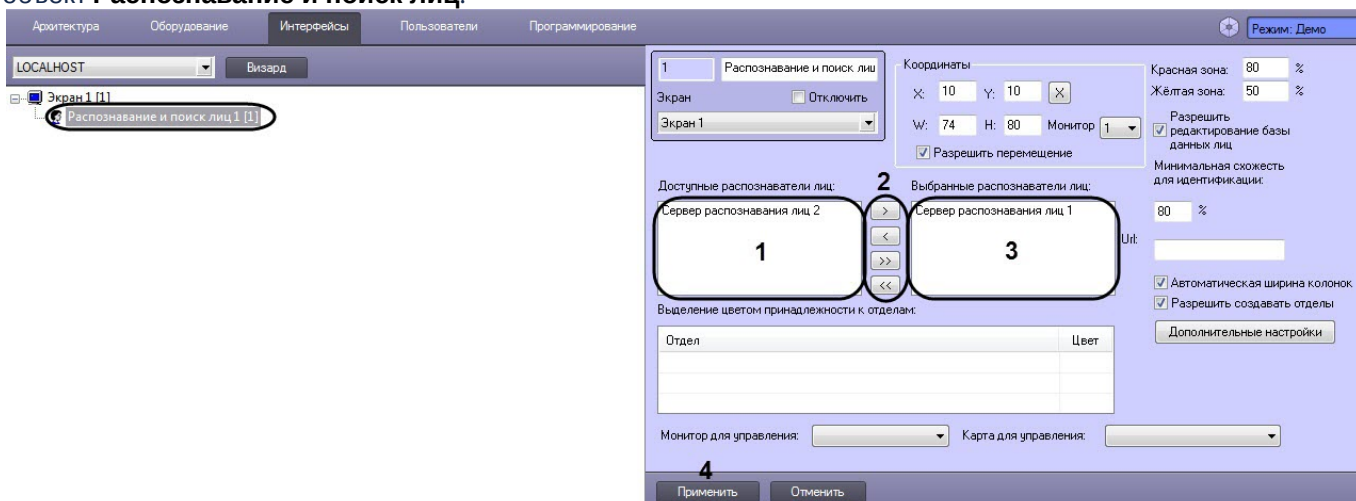 объект Распознавание и поиск лиц.
Архитектура Оборудование Интерфейсы Пользователи Программирование Режим: Демо
LOCALHOST Визард
Экран 1 [1]
Распознавание и поиск лиц 1 [1]
1 Распознавание и поиск лиц
Экран Отключить
Экран 1
Координаты
X: 10 Y: 10 X
W: 74 H: 80 Монитор 1
Разрешить перемещение
Красная зона: 80 %
Жёлтая зона: 50 %
Разрешить
редактирование базы
данных лиц
Минимальная схожесть
для идентификации:
80 %
Доступные распознаватели лиц: 2 Выбранные распознаватели лиц:
Сервер распознавания лиц 2 > Сервер распознавания лиц 1
<
1 >> 3
<<
Url:
Автоматическая ширина колонок
Разрешить создавать отделы
Дополнительные настройки
Выделение цветом принадлежности к отделам:
Отдел Цвет
Монитор для управления: Карта для управления:
4
Применить Отменить